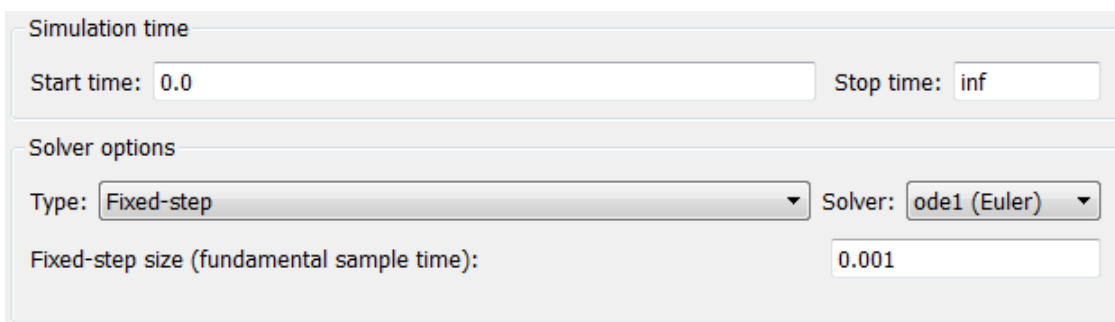 Simulation time
Start time: 0.0 Stop time: inf
Solver options
Type: Fixed-step Solver: ode1 (Euler)
Fixed-step size (fundamental sample time): 0.001